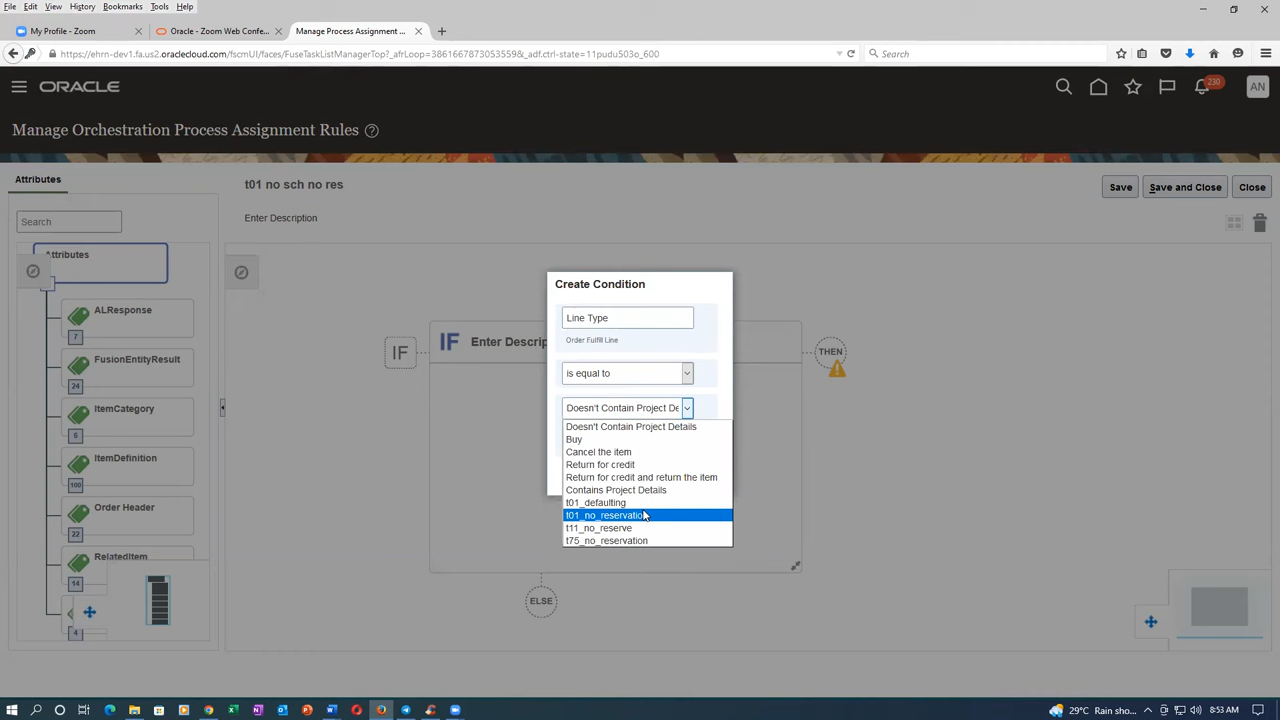 File Edit View History Bookmarks Tools Help
My Profile - Zoom
Oracle - Zoom Web Confe...
Manage Process Assignment ...
https://ehrn-dev1.fa.us2.oraclecloud.com/fscmUI/faces/FuseTaskListManagerTop?_afrLoop=3861667873053559&_adf.ctrl-state=11pudu503o_600
Search
ORACLE
230
AN
Manage Orchestration Process Assignment Rules
Attributes
t01 no sch no res
Save
Save and Close
Close
Search
Enter Description
Attributes
ALResponse
7
FusionEntityResult
24
ItemCategory
6
ItemDefinition
100
Order Header
22
RelatedItem
14
4
IF
IF Enter Descrip
THEN
ELSE
Create Condition
Line Type
Order Fulfill Line
is equal to
Doesn't Contain Project De
Doesn't Contain Project Details
Buy
Cancel the item
Return for credit
Return for credit and return the item
Contains Project Details
t01_defaulting
t01_no_reservation
t11_no_reserve
t75_no_reservation
29°C Rain sho...
8:53 AM